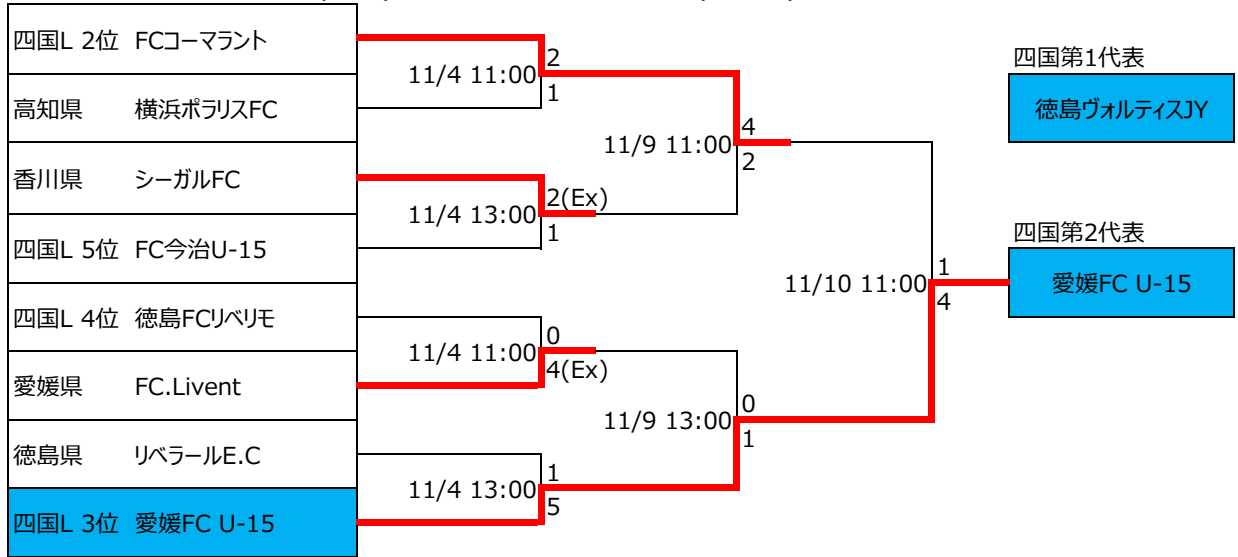 四国L 2位 FCコーマラント
高知県 横浜ポラリスFC
香川県 シーガルFC
四国L 5位 FC今治U-15
四国L 4位 徳島FCリベリモ
愛媛県 FC.Livent
徳島県 リベラールE.C
四国L 3位 愛媛FC U-15
11/4 11:00
2
1
11/4 13:00
2(Ex)
1
11/4 11:00
0
4(Ex)
11/4 13:00
1
5
11/9 11:00
4
2
11/9 13:00
0
1
11/10 11:00
1
4
四国第1代表
徳島ヴォルティスJY
四国第2代表
愛媛FC U-15